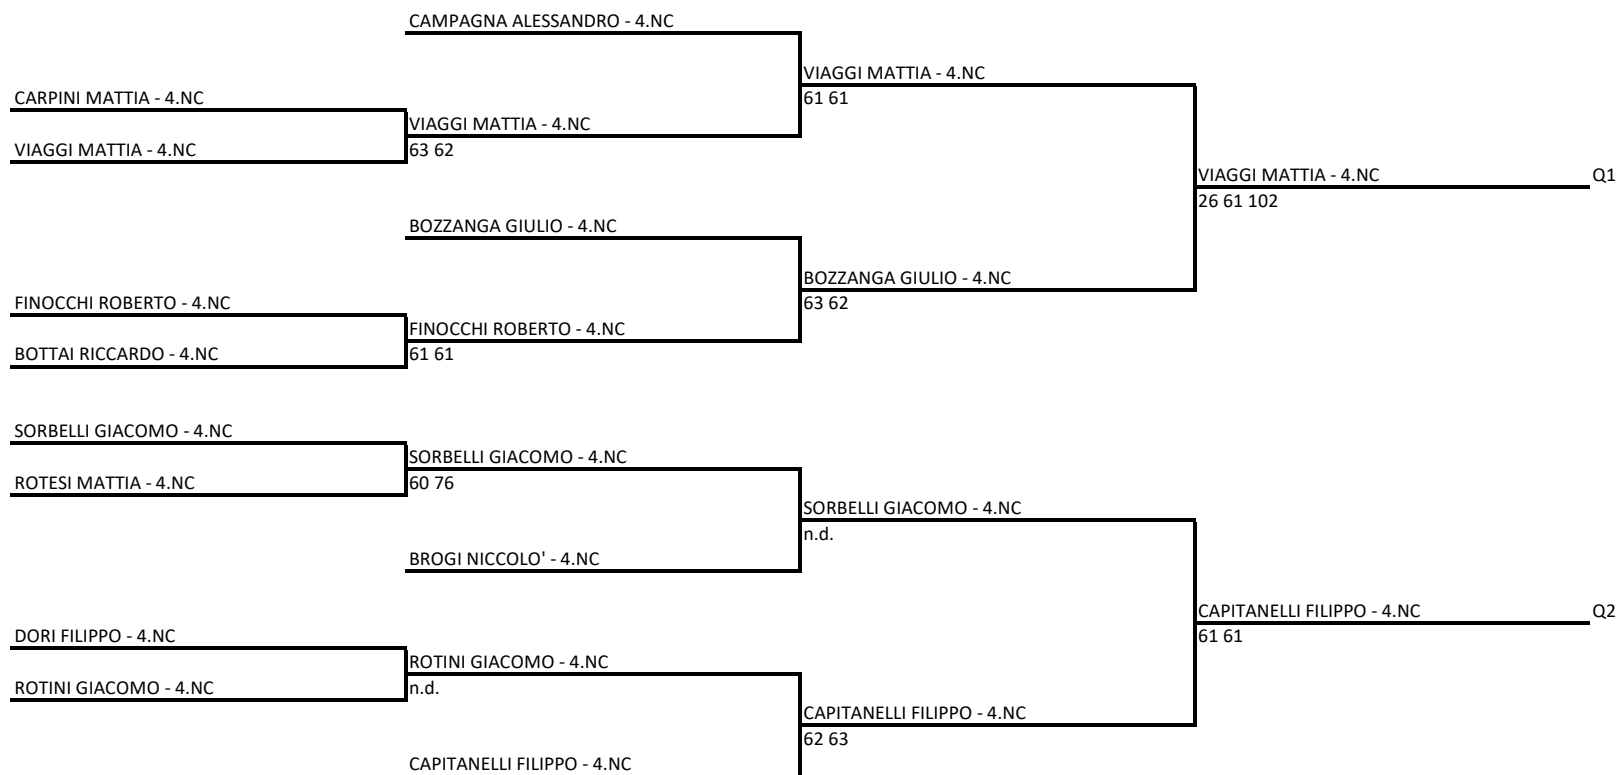 CAMPAGNA ALESSANDRO - 4.NC
VIAGGI MATTIA - 4.NC
CARPINI MATTIA - 4.NC
61 61
VIAGGI MATTIA - 4.NC
VIAGGI MATTIA - 4.NC
63 62
VIAGGI MATTIA - 4.NC
Q1
26 61 102
BOZZANGA GIULIO - 4.NC
BOZZANGA GIULIO - 4.NC
FINOCCHI ROBERTO - 4.NC
63 62
FINOCCHI ROBERTO - 4.NC
BOTTAI RICCARDO - 4.NC
61 61
SORBELLI GIACOMO - 4.NC
SORBELLI GIACOMO - 4.NC
ROTESI MATTIA - 4.NC
60 76
SORBELLI GIACOMO - 4.NC
n.d.
BROGI NICCOLO' - 4.NC
CAPITANELLI FILIPPO - 4.NC
Q2
DORI FILIPPO - 4.NC
61 61
ROTINI GIACOMO - 4.NC
ROTINI GIACOMO - 4.NC
n.d.
CAPITANELLI FILIPPO - 4.NC
62 63
CAPITANELLI FILIPPO - 4.NC